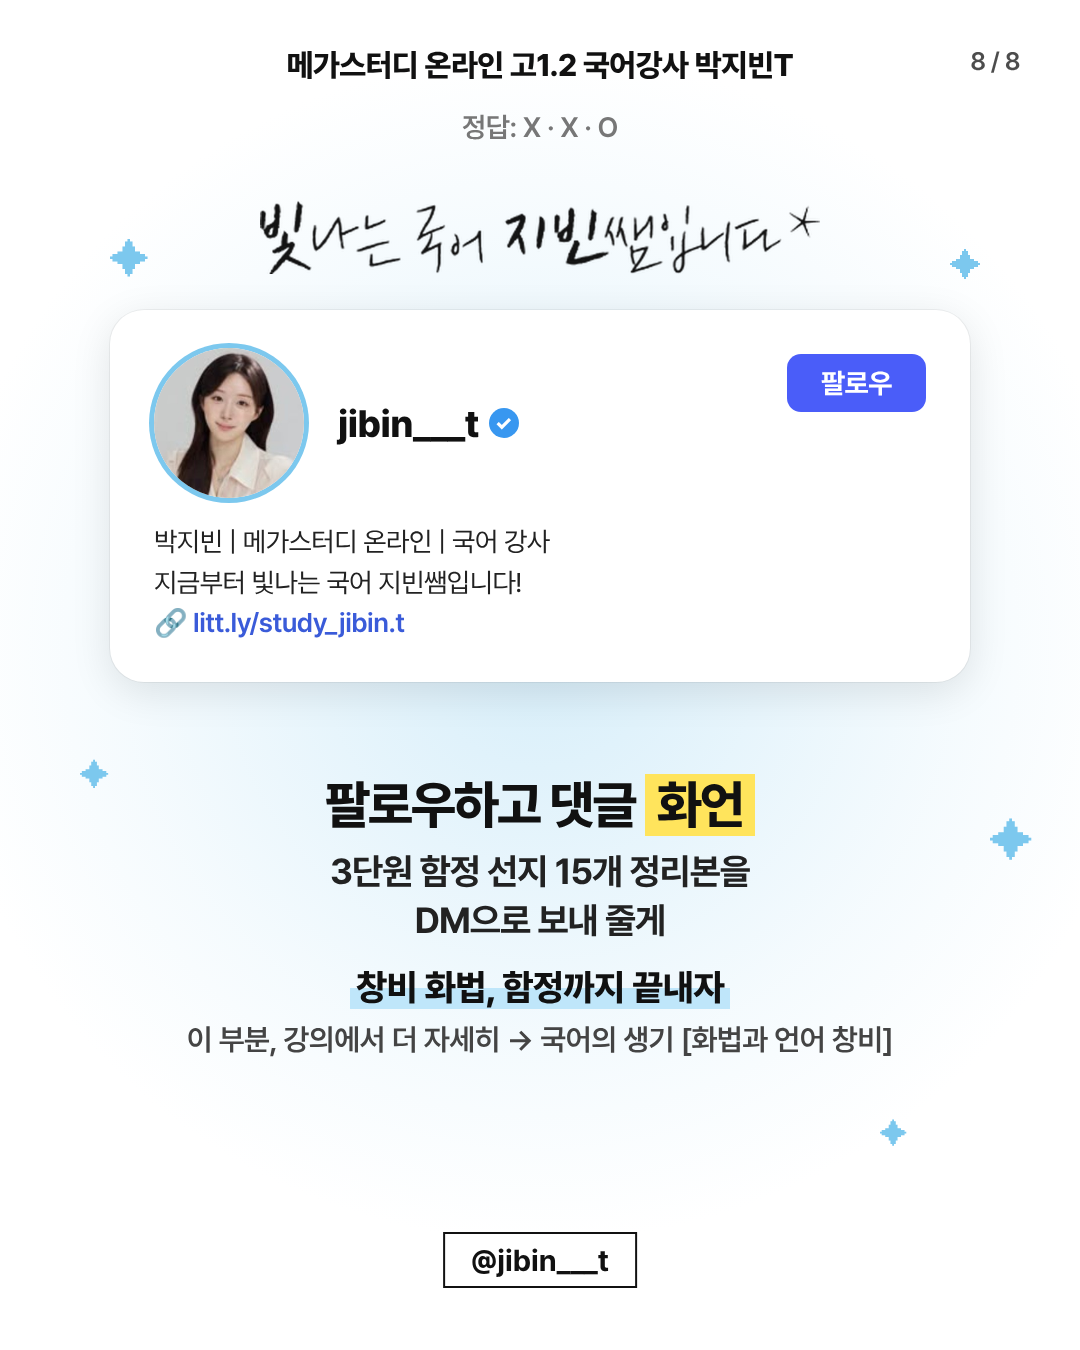 메가스터디 온라인 고1.2 국어강사 박지빈T
8 / 8
정답: X · X · O
빛나는 국어 지빈쌤입니다*
팔로우
jibin___t
박지빈 | 메가스터디 온라인 | 국어 강사
지금부터 빛나는 국어 지빈쌤입니다!
🔗 litt.ly/study_jibin.t
팔로우하고 댓글 화언
3단원 함정 선지 15개 정리본을
DM으로 보내 줄게
창비 화법, 함정까지 끝내자
이 부분, 강의에서 더 자세히 → 국어의 생기 [화법과 언어 창비]
@jibin___t